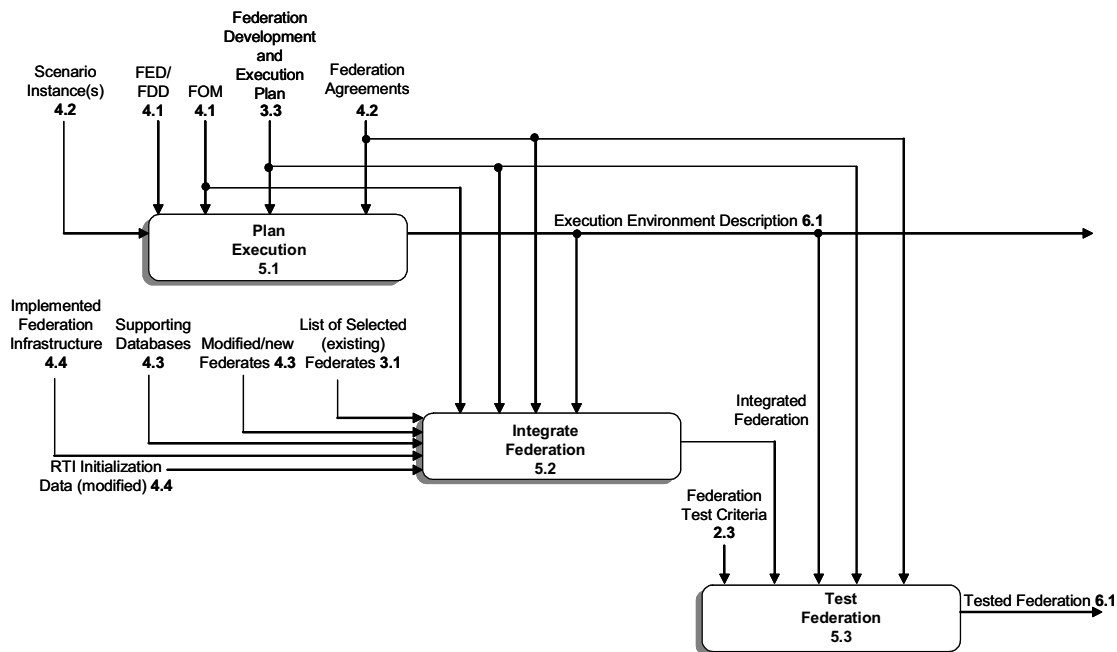 Scenario
Instance(s)
4.2
FED/
FDD
4.1
FOM
4.1
Federation
Development
and
Execution
Plan
3.3
Federation
Agreements
4.2
Plan
Execution
5.1
Execution Environment Description 6.1
Implemented
Federation
Infrastructure
4.4
Supporting
Databases
4.3
Modified/new
Federates 4.3
List of Selected
(existing)
Federates 3.1
RTI Initialization
Data (modified) 4.4
Integrate
Federation
5.2
Integrated
Federation
Federation
Test Criteria
2.3
Test
Federation
5.3
Tested Federation 6.1